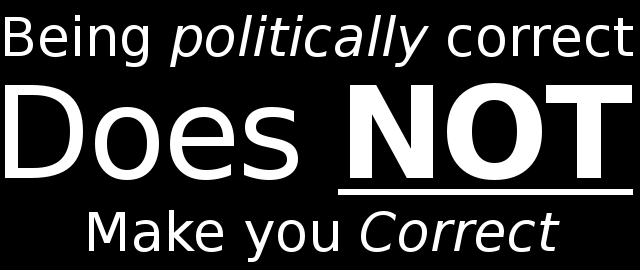 Being politically correct
Does NOT
Make you Correct